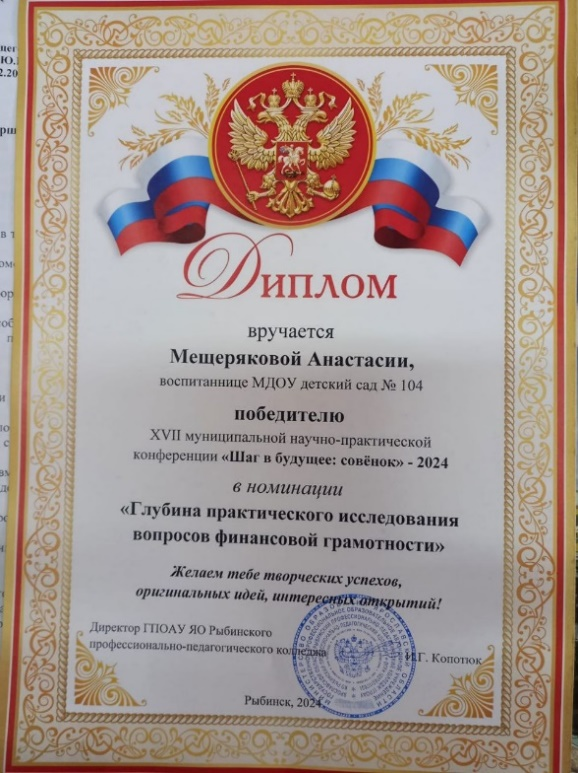 Диплом
вручается
Мещеряковой Анастасии,
воспитаннице МДОУ детский сад № 104
победителю
XVII муниципальной научно-практической
конференции «Шаг в будущее: совёнок» - 2024
в номинации
«Глубина практического исследования
вопросов финансовой грамотности»
Желаем тебе творческих успехов,
оригинальных идей, интересных открытий!
Директор ГПОАУ ЯО Рыбинского
профессионально-педагогического колледжа
И.Г. Копотюк
Рыбинск, 2024